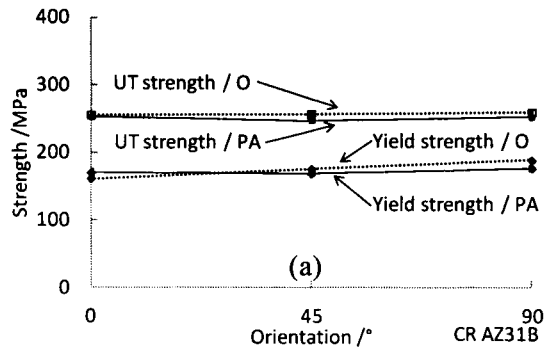 400
300
200
100
0
Strength /MPa
UT strength / O
UT strength / PA
Yield strength / O
Yield strength / PA
(a)
0
45
90
Orientation /°
CR AZ31B